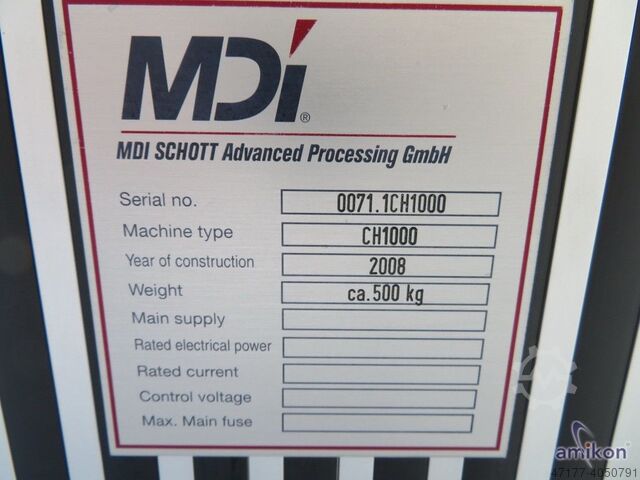 MDi®
MDI SCHOTT Advanced Processing GmbH
Serial no. 0071.1CH1000
Machine type CH1000
Year of construction 2008
Weight ca.500 kg
Main supply
Rated electrical power
Rated current
Control voltage
Max. Main fuse
amikon®
47177-4050791